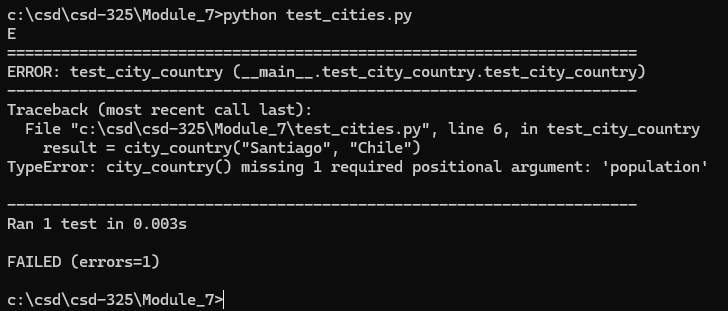 c:\csd\csd-325\Module_7>python test_cities.py
E
======================================================================
ERROR: test_city_country (__main__.test_city_country.test_city_country)
----------------------------------------------------------------------
Traceback (most recent call last):
  File "c:\csd\csd-325\Module_7\test_cities.py", line 6, in test_city_country
    result = city_country("Santiago", "Chile")
TypeError: city_country() missing 1 required positional argument: 'population'

----------------------------------------------------------------------
Ran 1 test in 0.003s

FAILED (errors=1)

c:\csd\csd-325\Module_7>